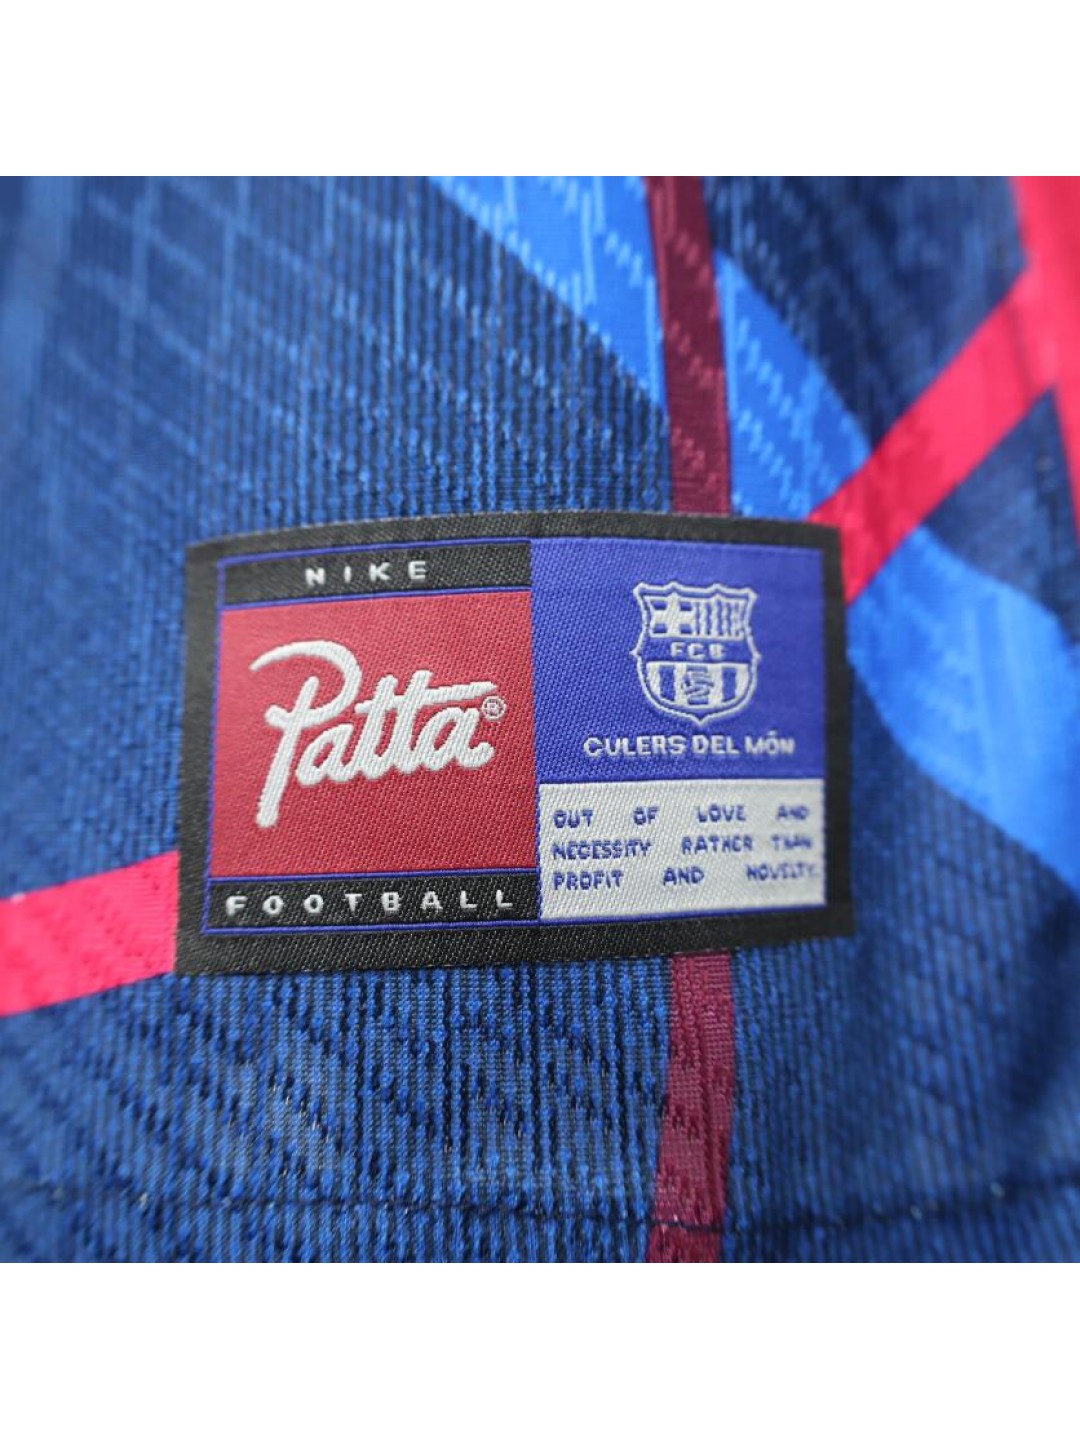 NIKE
Patta®
FOOTBALL
FCB
CULERS DEL MÓN
OUT OF LOVE AND
NECESSITY RATHER THAN
PROFIT AND NOVELTY.